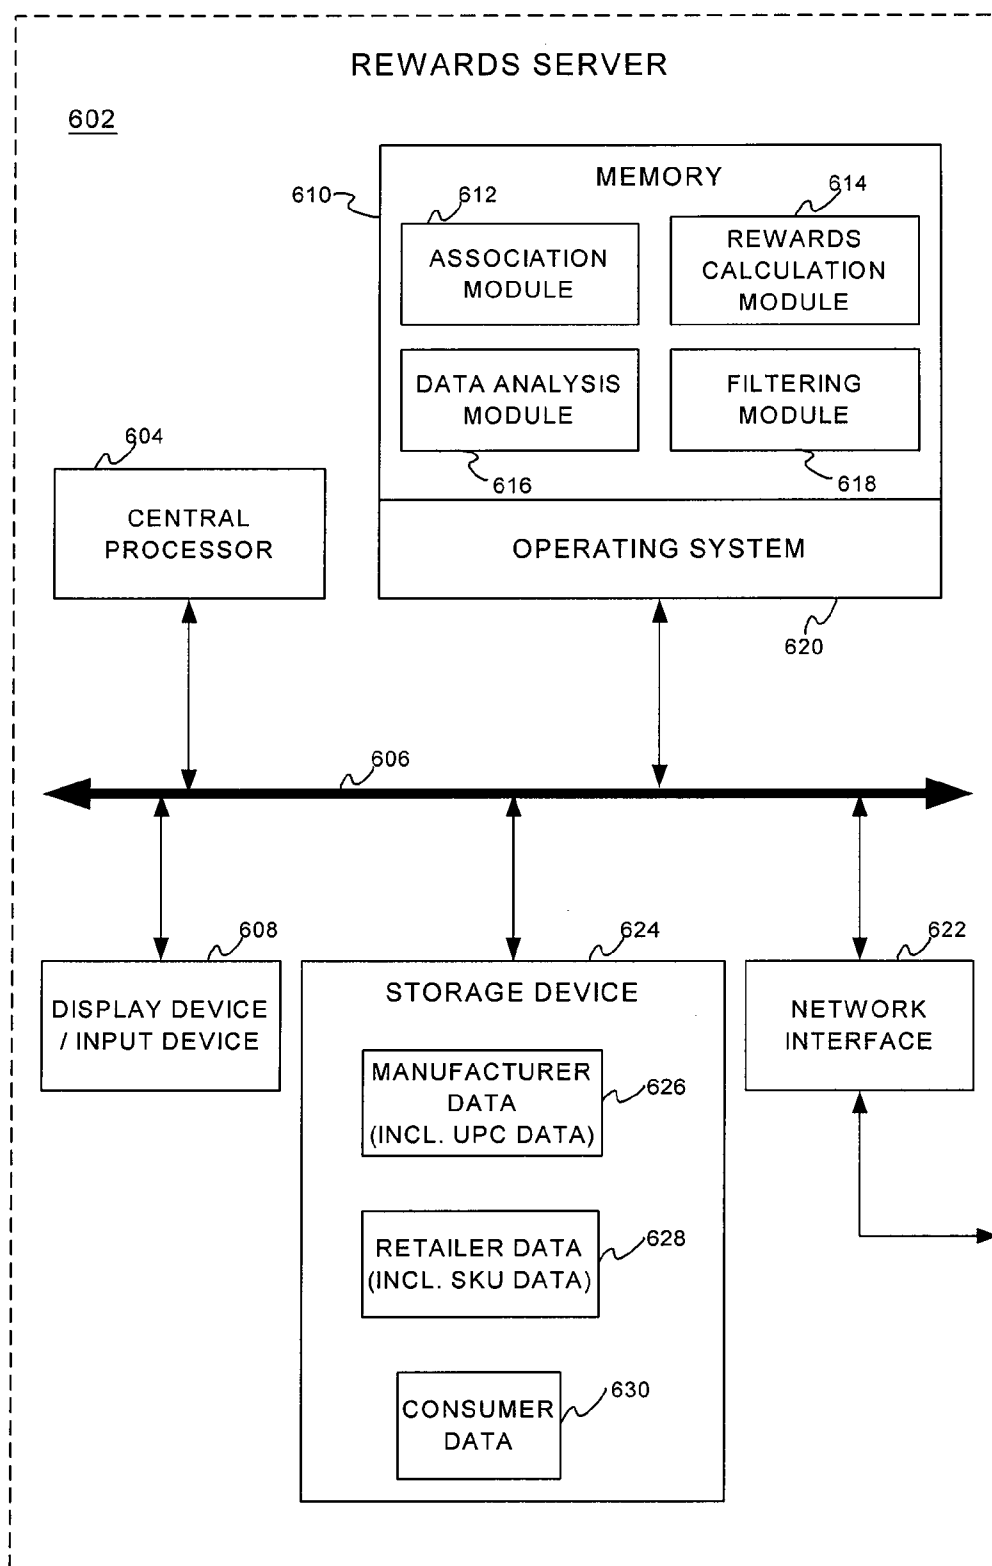 REWARDS SERVER
602
MEMORY
610
612
614
ASSOCIATION
MODULE
REWARDS
CALCULATION
MODULE
DATA ANALYSIS
MODULE
FILTERING
MODULE
616
618
604
CENTRAL
PROCESSOR
OPERATING SYSTEM
620
606
608
624
622
DISPLAY DEVICE
/ INPUT DEVICE
STORAGE DEVICE
NETWORK
INTERFACE
MANUFACTURER
DATA
(INCL. UPC DATA)
626
RETAILER DATA
(INCL. SKU DATA)
628
CONSUMER
DATA
630